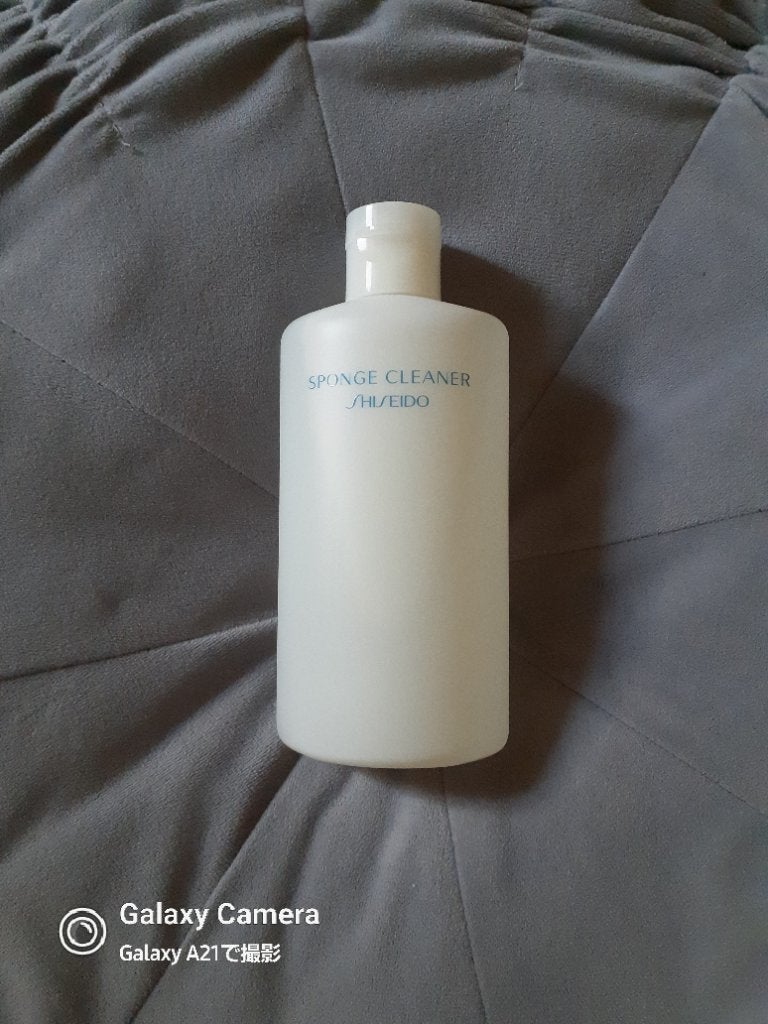 SPONGE CLEANER
SHISEIDO
Galaxy Camera
Galaxy A21で撮影